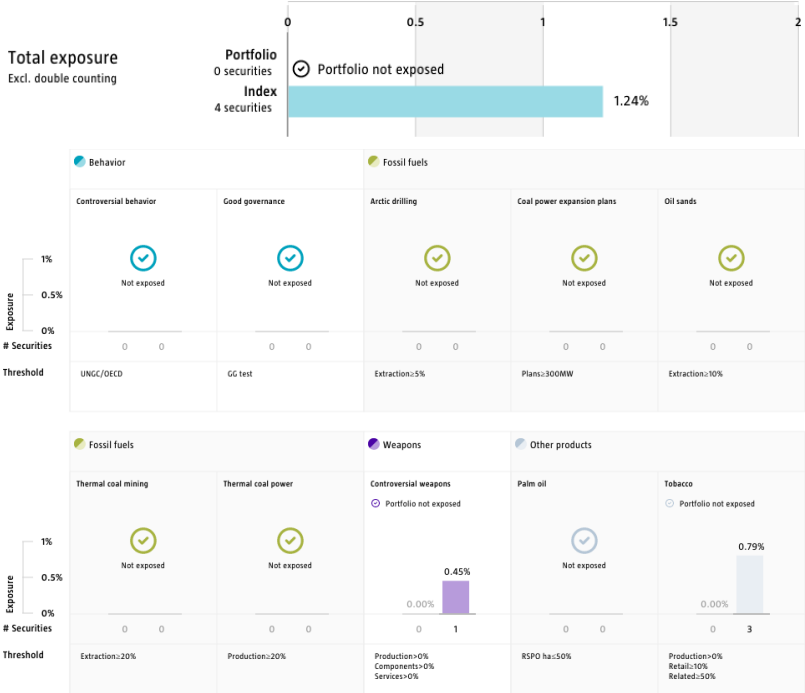 0 0.5 1 1.5 2
Total exposure
Excl. double counting
Portfolio
0 securities
Portfolio not exposed
Index
4 securities
1.24%
Behavior
Fossil fuels
Controversial behavior
Good governance
Arctic drilling
Coal power expansion plans
Oil sands
Exposure
1%
0.5%
0%
Not exposed
Not exposed
Not exposed
Not exposed
Not exposed
# Securities
0 0 0 0 0 0 0 0 0 0
Threshold
UNGC/OECD
GG test
Extraction≥5%
Plans≥300MW
Extraction≥10%
Fossil fuels
Weapons
Other products
Thermal coal mining
Thermal coal power
Controversial weapons
Palm oil
Tobacco
Portfolio not exposed
Portfolio not exposed
Exposure
1%
0.5%
0%
Not exposed
Not exposed
0.00%
0.45%
Not exposed
0.00%
0.79%
# Securities
0 0 0 0 0 1 0 0 0 3
Threshold
Extraction≥20%
Production≥20%
Production>0%
Components>0%
Services>0%
RSPO ha≤50%
Production>0%
Retail≥10%
Related≥50%